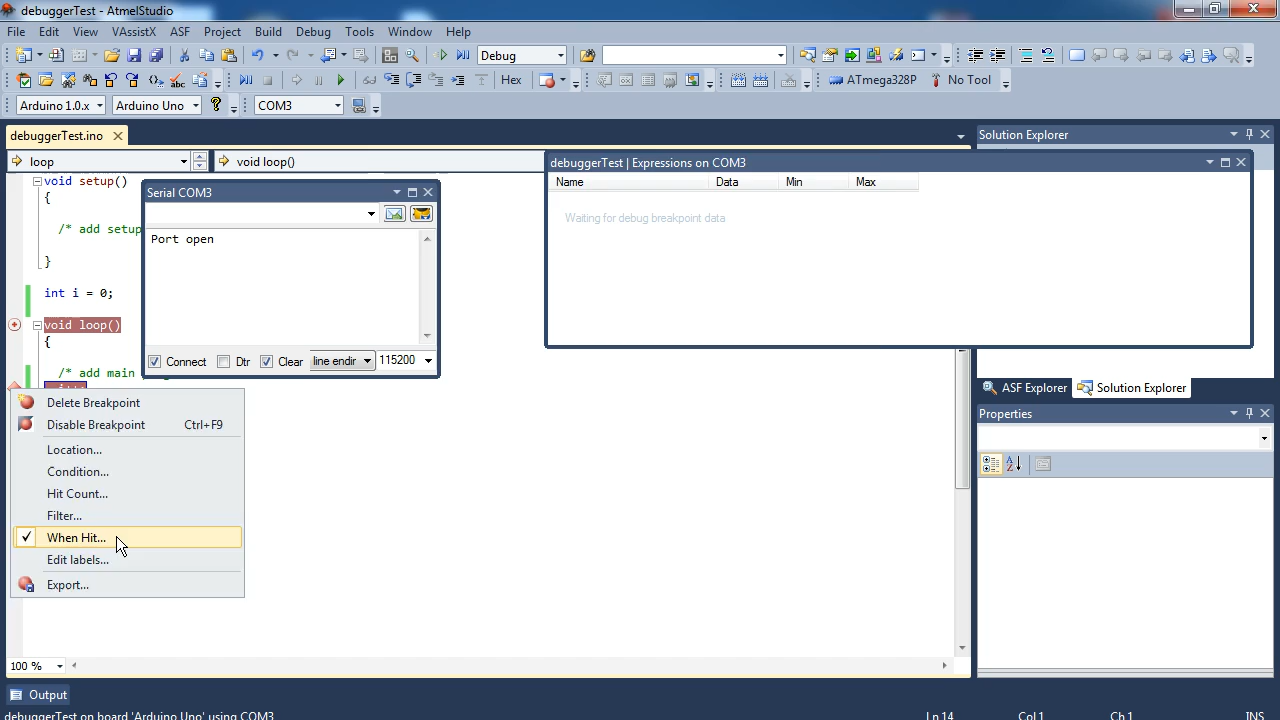 debuggerTest - AtmelStudio
File Edit View VAssistX ASF Project Build Debug Tools Window Help
Debug
Hex ATmega328P No Tool
Arduino 1.0.x Arduino Uno ? COM3
debuggerTest.ino Solution Explorer
loop void loop() debuggerTest | Expressions on COM3
Name Data Min Max
Waiting for debug breakpoint data
void setup()
{
/* add setup
}
int i = 0;
void loop()
{
/* add main
Serial COM3
Port open
Connect Dtr Clear line endir 115200
ASF Explorer Solution Explorer
Properties
Delete Breakpoint
Disable Breakpoint Ctrl+F9
Location...
Condition...
Hit Count...
Filter...
When Hit...
Edit labels...
Export...
100 %
Output
debuggerTest on board 'Arduino Uno' using COM3 Ln 14 Col 1 Ch 1 INS